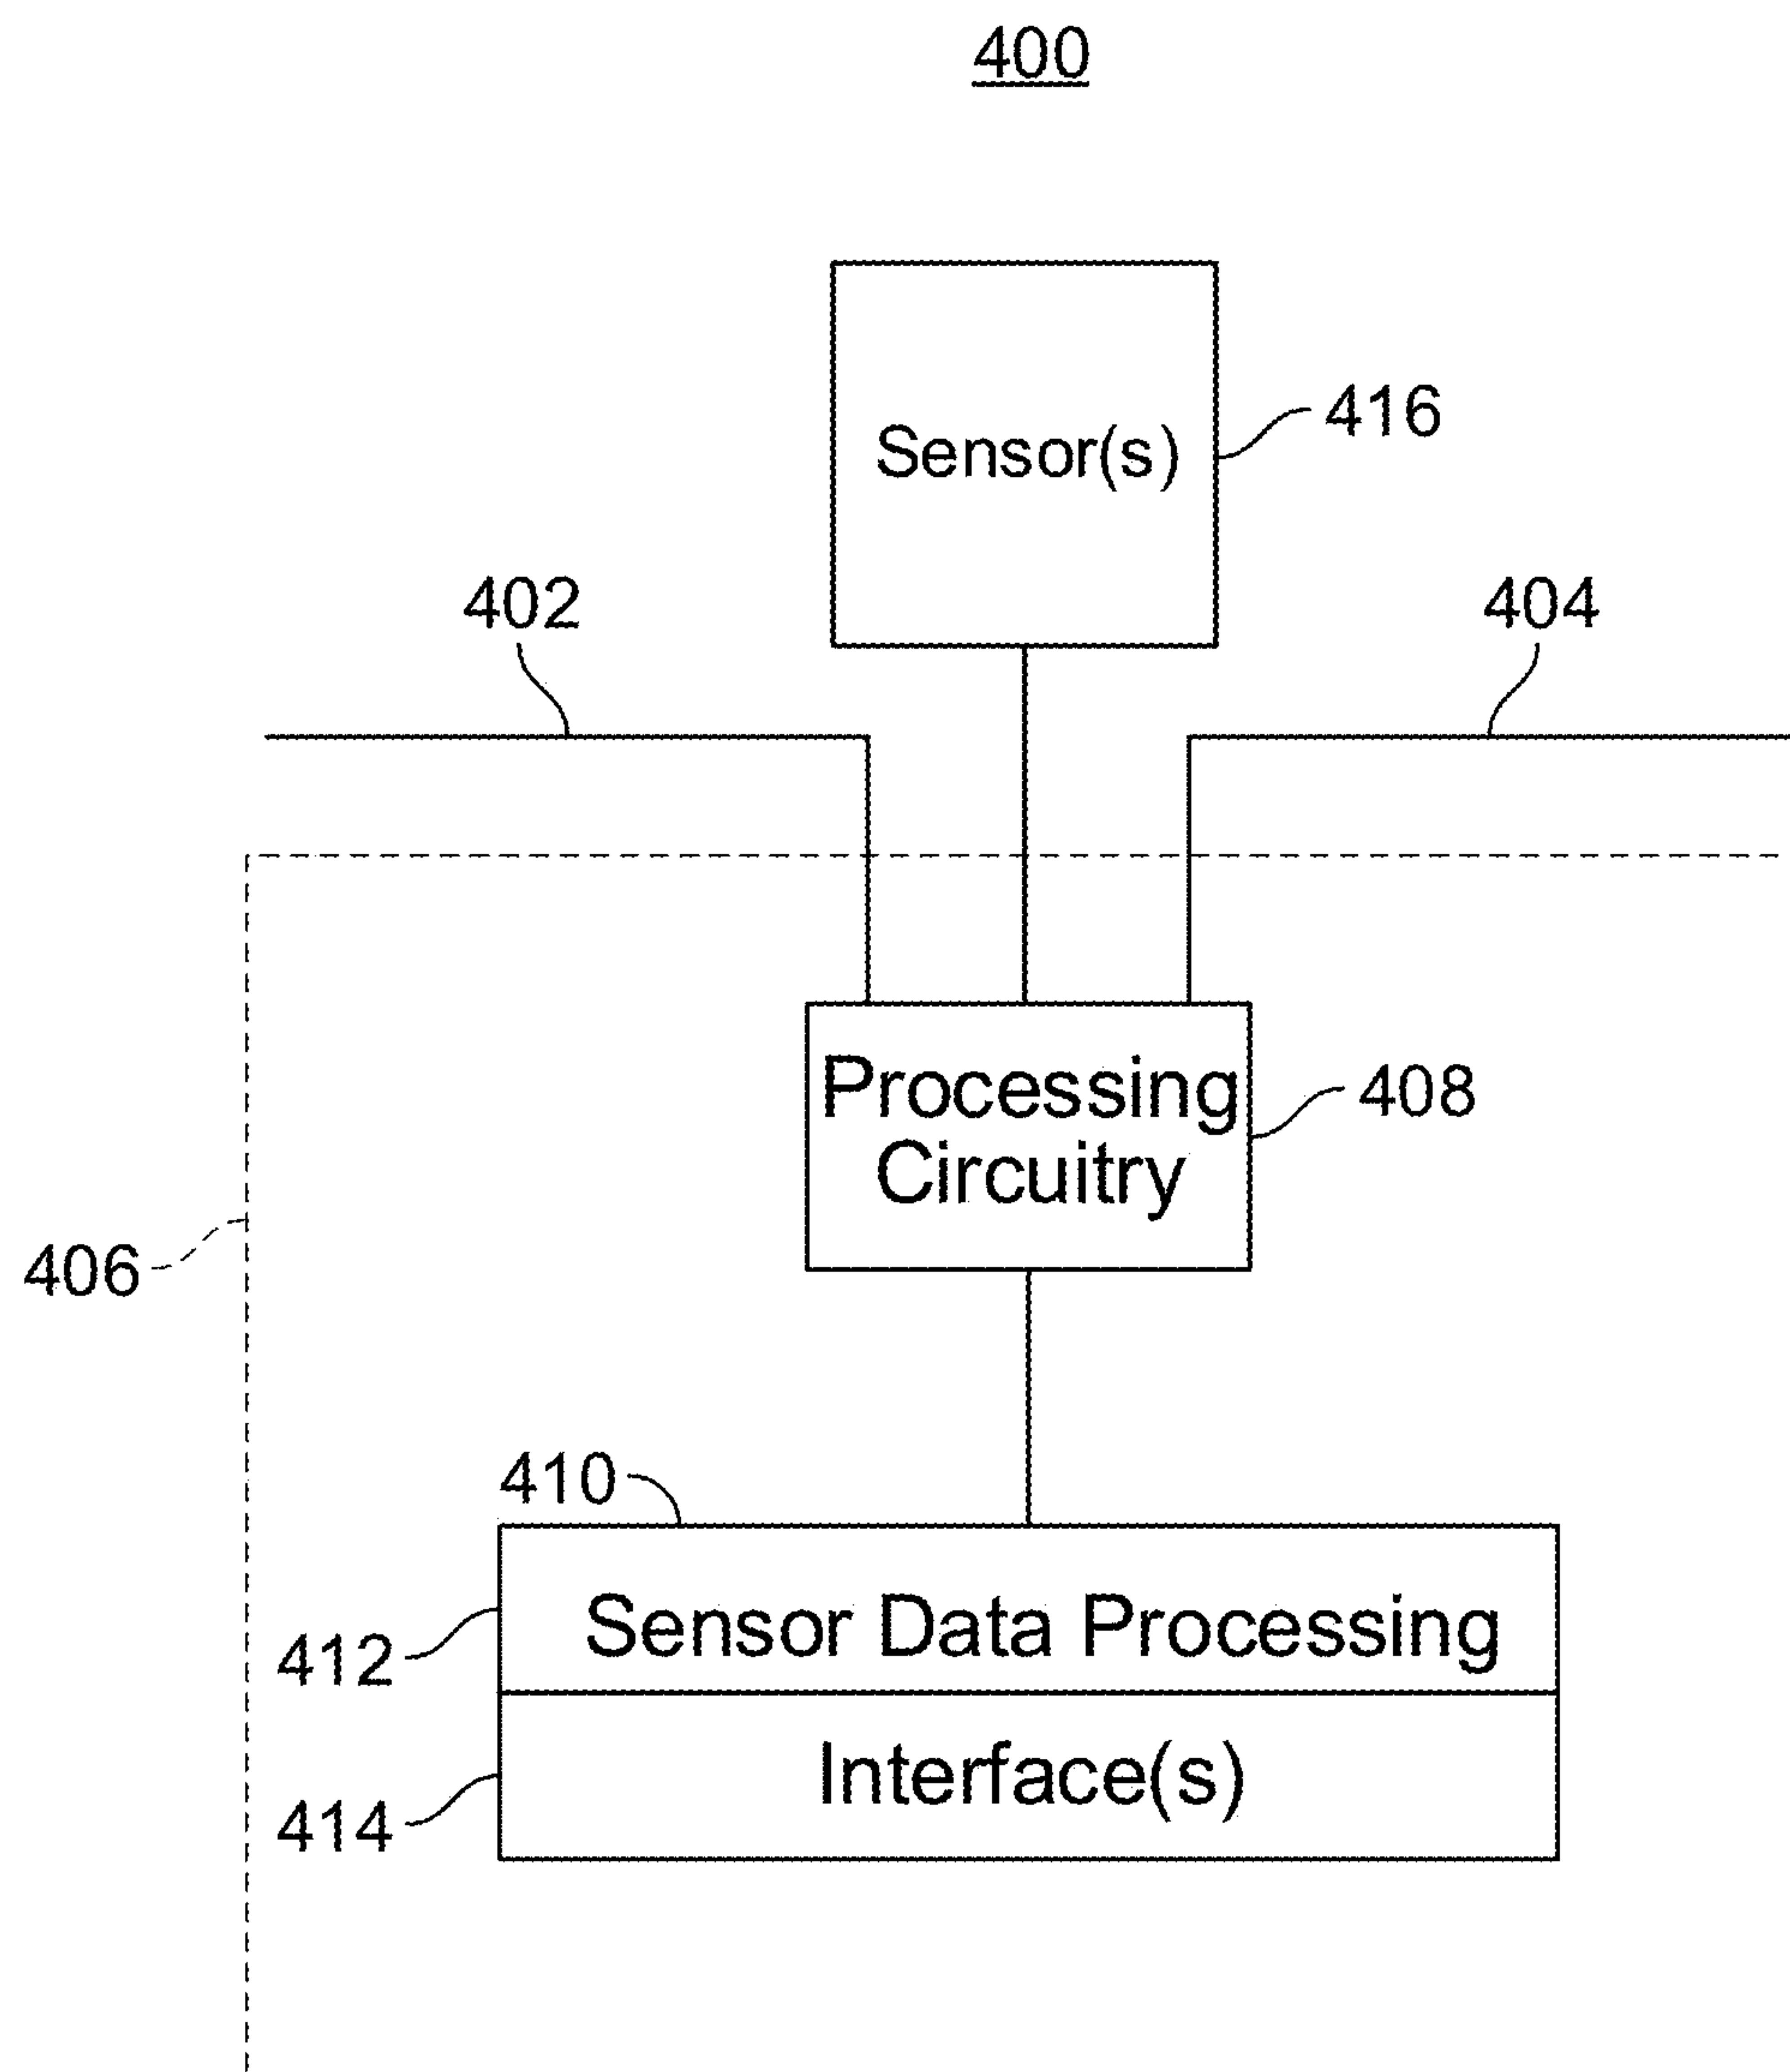 400
Sensor(s)
416
402
404
Processing
Circuitry
408
406
410
Sensor Data Processing
412
Interface(s)
414